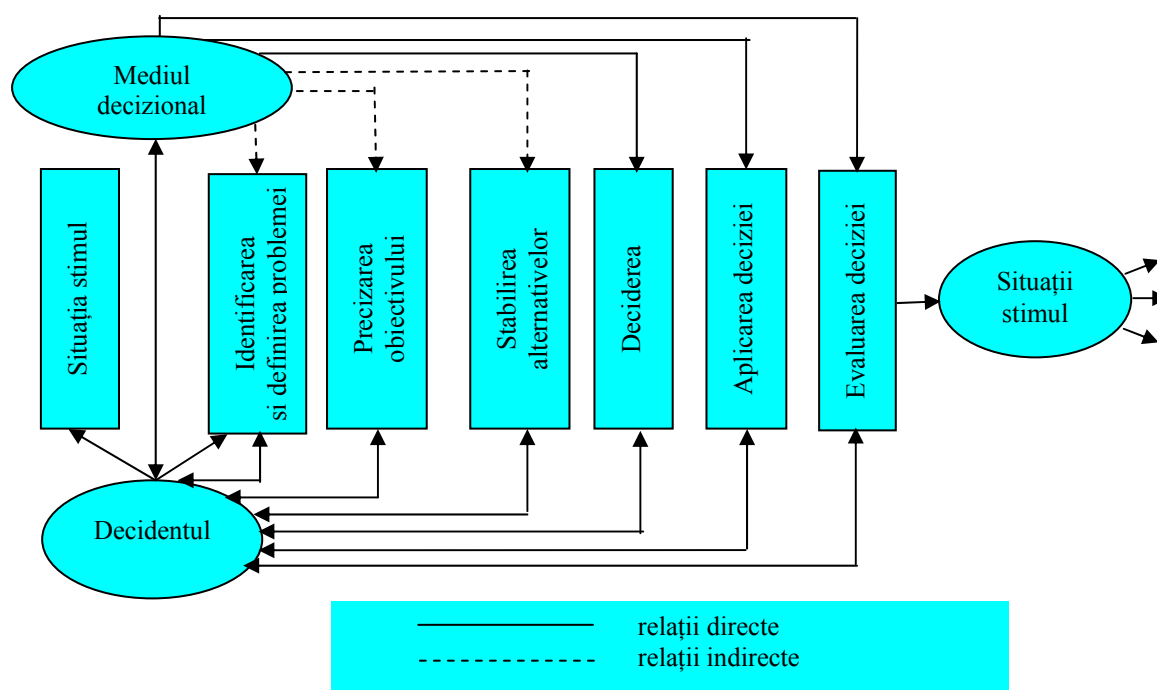 Mediul
decizional
Situația stimul
Identificarea
si definirea problemei
Precizarea
obiectivului
Stabilirea
alternativelor
Deciderea
Aplicarea deciziei
Evaluarea deciziei
Situații
stimul
Decidentul
relații directe
relații indirecte